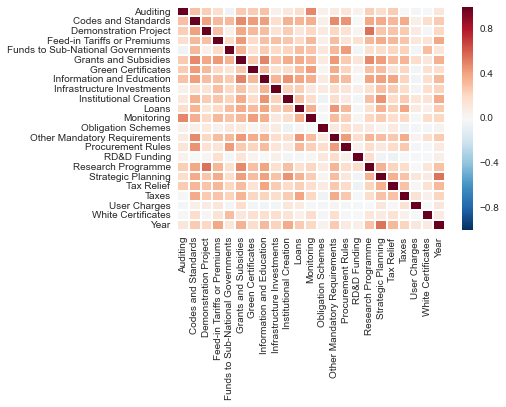 Auditing
Codes and Standards
Demonstration Project
Feed-in Tariffs or Premiums
Funds to Sub-National Governments
Grants and Subsidies
Green Certificates
Information and Education
Infrastructure Investments
Institutional Creation
Loans
Monitoring
Obligation Schemes
Other Mandatory Requirements
Procurement Rules
RD&D Funding
Research Programme
Strategic Planning
Tax Relief
Taxes
User Charges
White Certificates
Year
Auditing
Codes and Standards
Demonstration Project
Feed-in Tariffs or Premiums
Funds to Sub-National Governments
Grants and Subsidies
Green Certificates
Information and Education
Infrastructure Investments
Institutional Creation
Loans
Monitoring
Obligation Schemes
Other Mandatory Requirements
Procurement Rules
RD&D Funding
Research Programme
Strategic Planning
Tax Relief
Taxes
User Charges
White Certificates
Year
0.8
0.4
0.0
−0.4
−0.8